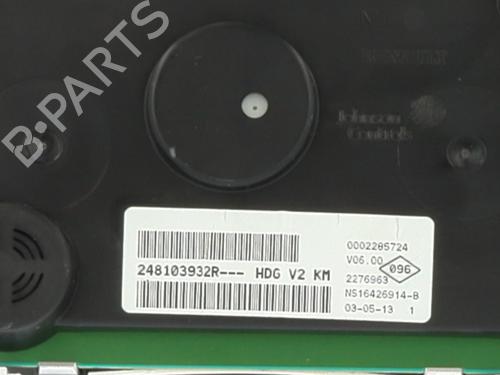 B-PARTS
Johnson
Controls
248103932R--- HDG V2 KM
0002285724
V06.00
096
2276963
NS16426914-B
03-05-13 1